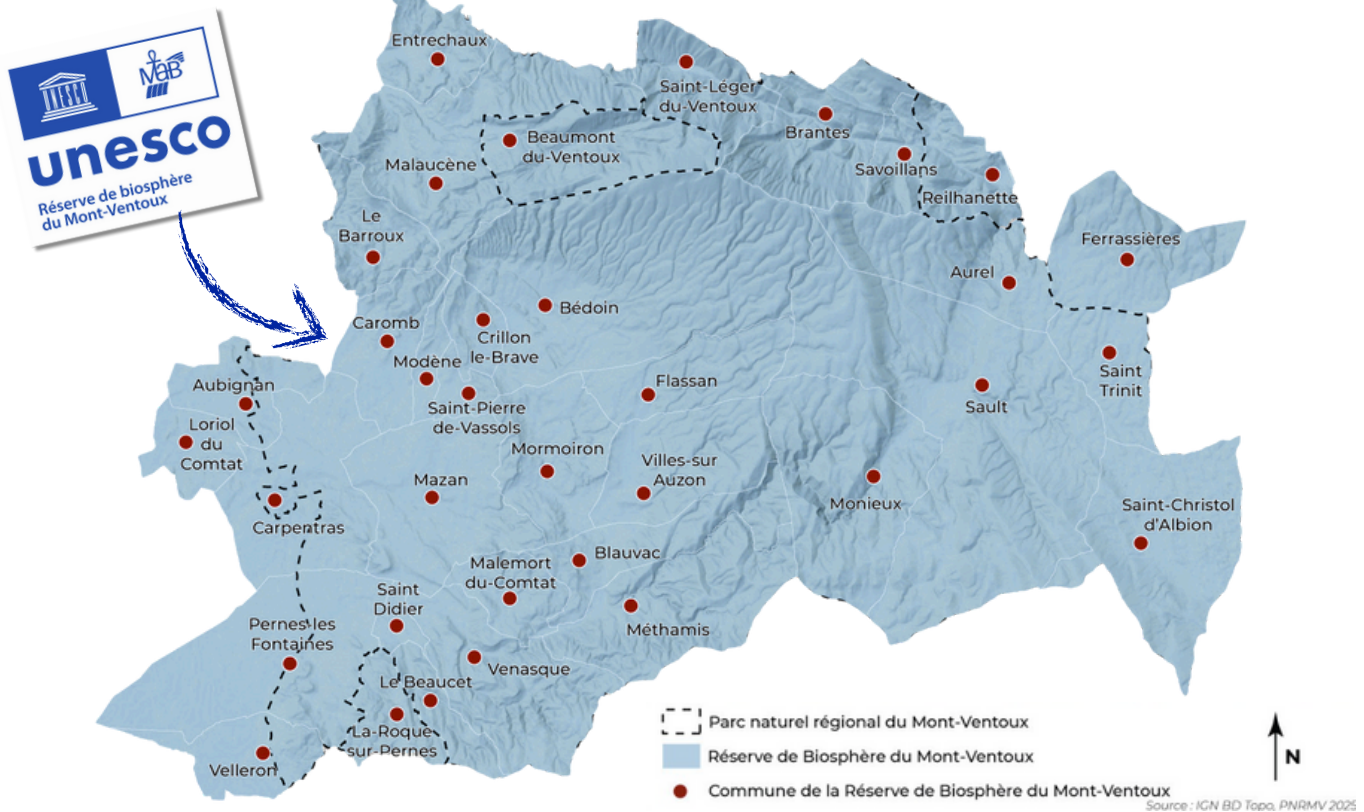 UNESCO
MaB
unesco
Réserve de biosphère
du Mont-Ventoux
Entrechaux
Saint-Léger
du-Ventoux
Brantes
Beaumont
du-Ventoux
Malaucène
Savoillans
Reilhanette
Le
Barroux
Ferrassières
Aurel
Bédoin
Caromb
Crillon
le-Brave
Modène
Saint
Trinit
Aubignan
Flassan
Saint-Pierre
de-Vassols
Sault
Loriol
du
Comtat
Mormoiron
Villes-sur
Auzon
Mazan
Monieux
Saint-Christol
d'Albion
Carpentras
Blauvac
Malemort
du-Comtat
Saint
Didier
Pernes-les
Fontaines
Méthamis
Venasque
Le Beaucet
La-Roque
sur-Pernes
Velleron
Parc naturel régional du Mont-Ventoux
Réserve de Biosphère du Mont-Ventoux
Commune de la Réserve de Biosphère du Mont-Ventoux
N
Source : IGN BD Topo, PNRMV 2025